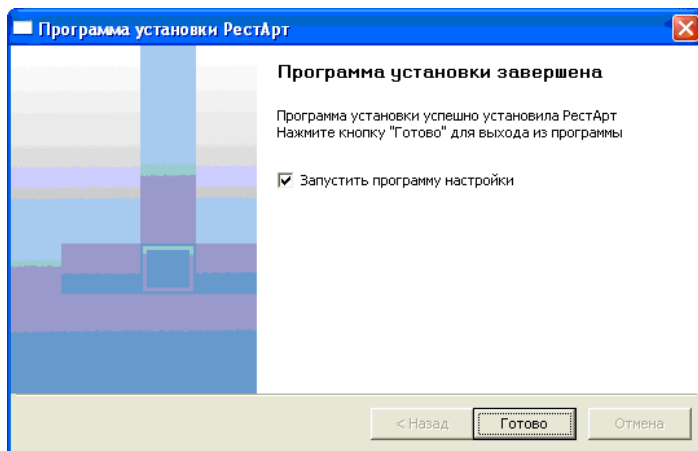 Программа установки РестАрт
Программа установки завершена
Программа установки успешно установила РестАрт
Нажмите кнопку "Готово" для выхода из программы
Запустить программу настройки
< Назад
Готово
Отмена